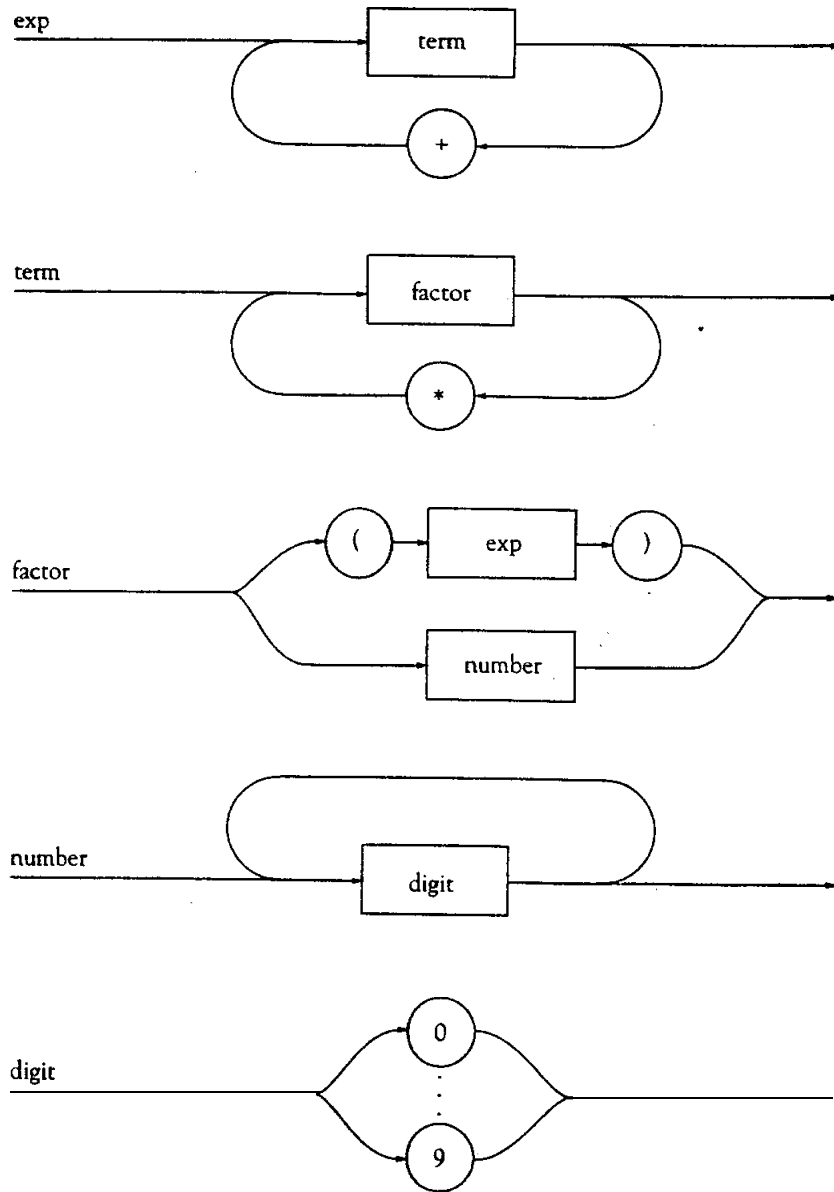 exp
term
+
term
factor
*
( exp )
factor
number
number
digit
0
digit
.
.
.
9